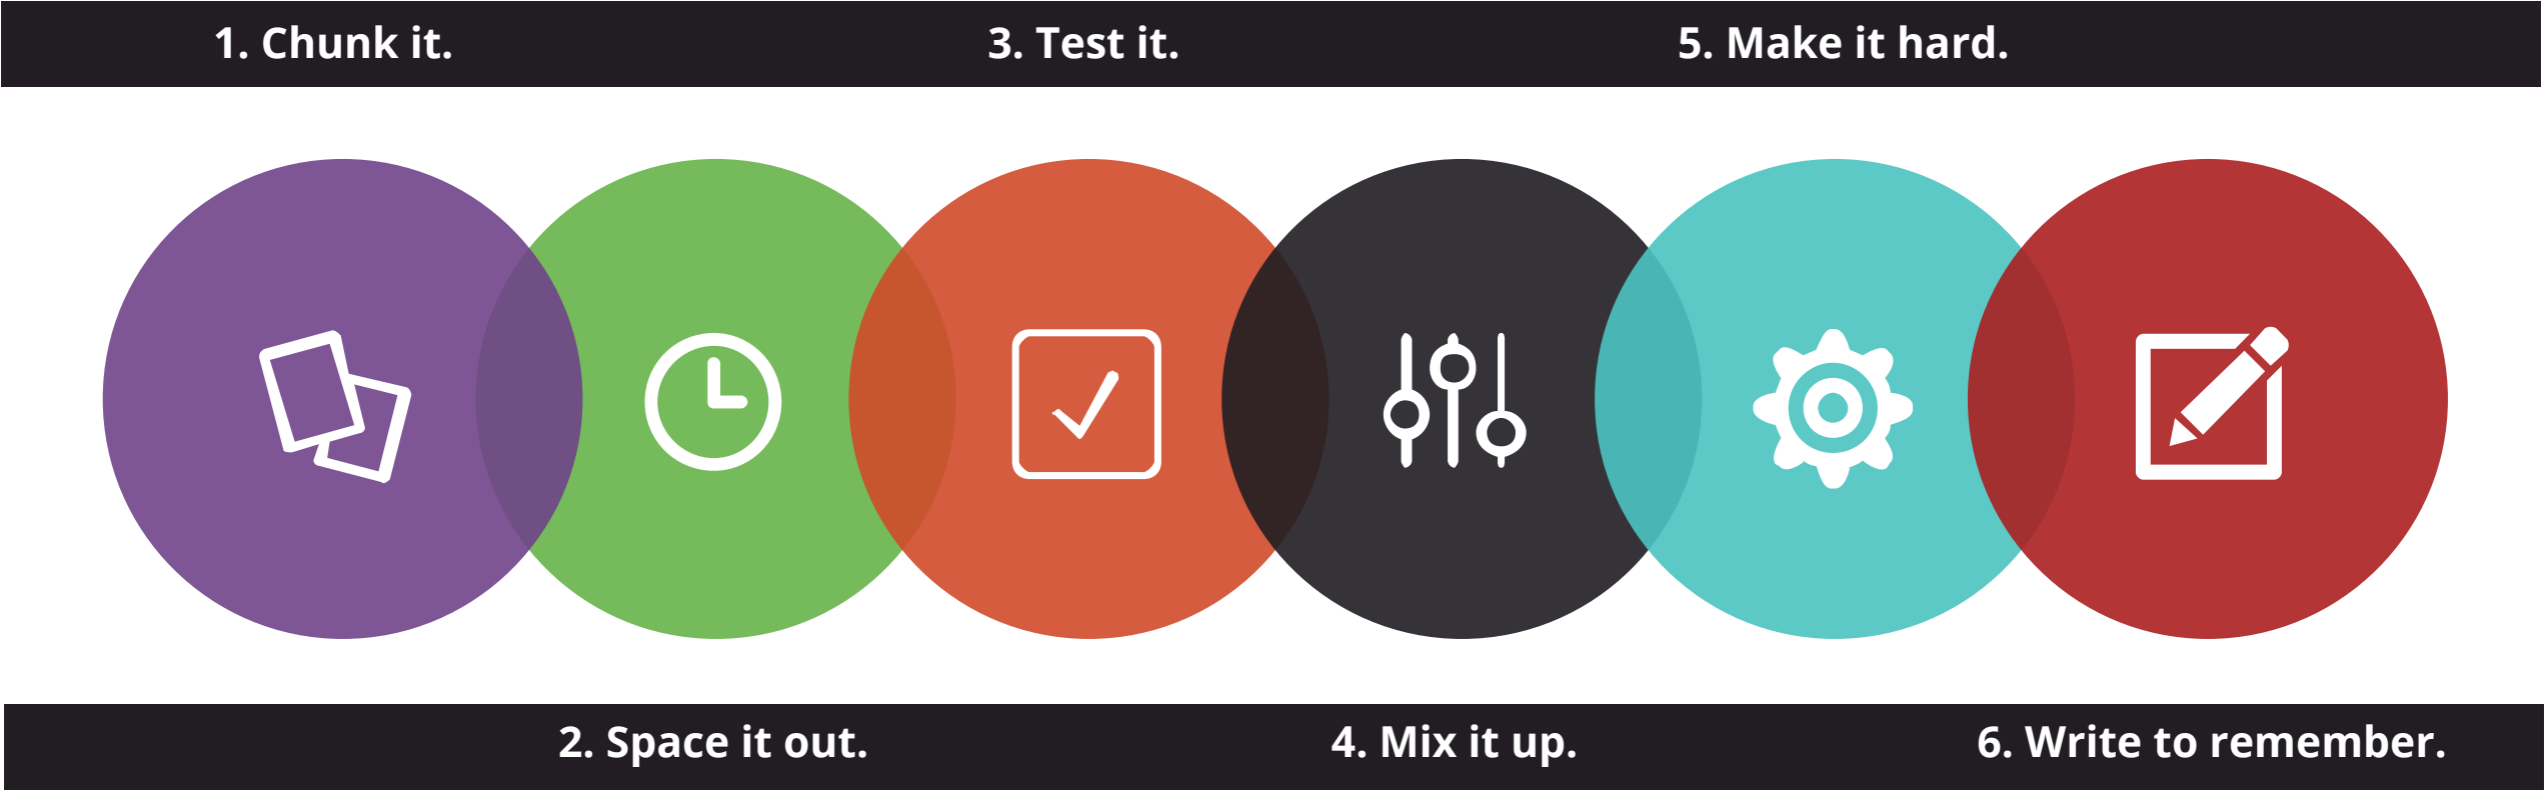 1. Chunk it.
3. Test it.
5. Make it hard.
2. Space it out.
4. Mix it up.
6. Write to remember.